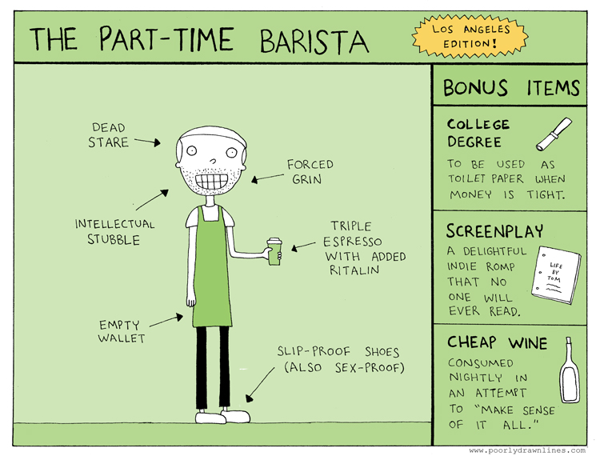 THE PART-TIME BARISTA
LOS ANGELES
EDITION!
DEAD
STARE
FORCED
GRIN
INTELLECTUAL
STUBBLE
TRIPLE
ESPRESSO
WITH ADDED
RITALIN
EMPTY
WALLET
SLIP-PROOF SHOES
(ALSO SEX-PROOF)
BONUS ITEMS
COLLEGE
DEGREE
TO BE USED AS
TOILET PAPER WHEN
MONEY IS TIGHT.
SCREENPLAY
A DELIGHTFUL
INDIE ROMP
THAT NO
ONE WILL
EVER READ.
LIFE
BY
TOM
CHEAP WINE
CONSUMED
NIGHTLY IN
AN ATTEMPT
TO "MAKE SENSE
OF IT ALL."
www.poorlydrawnlines.com